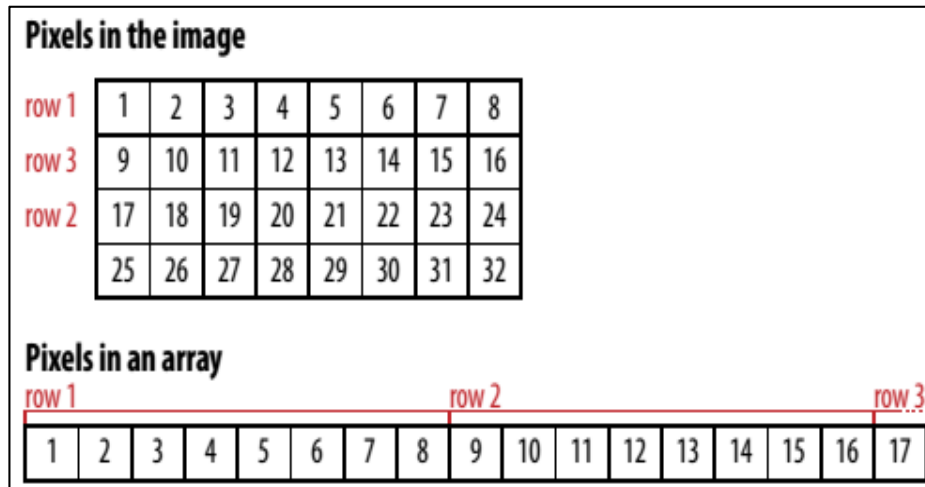 Pixels in the image
row 1 1 2 3 4 5 6 7 8
row 3 9 10 11 12 13 14 15 16
row 2 17 18 19 20 21 22 23 24
25 26 27 28 29 30 31 32
Pixels in an array
row 1 row 2 row 3
1 2 3 4 5 6 7 8 9 10 11 12 13 14 15 16 17